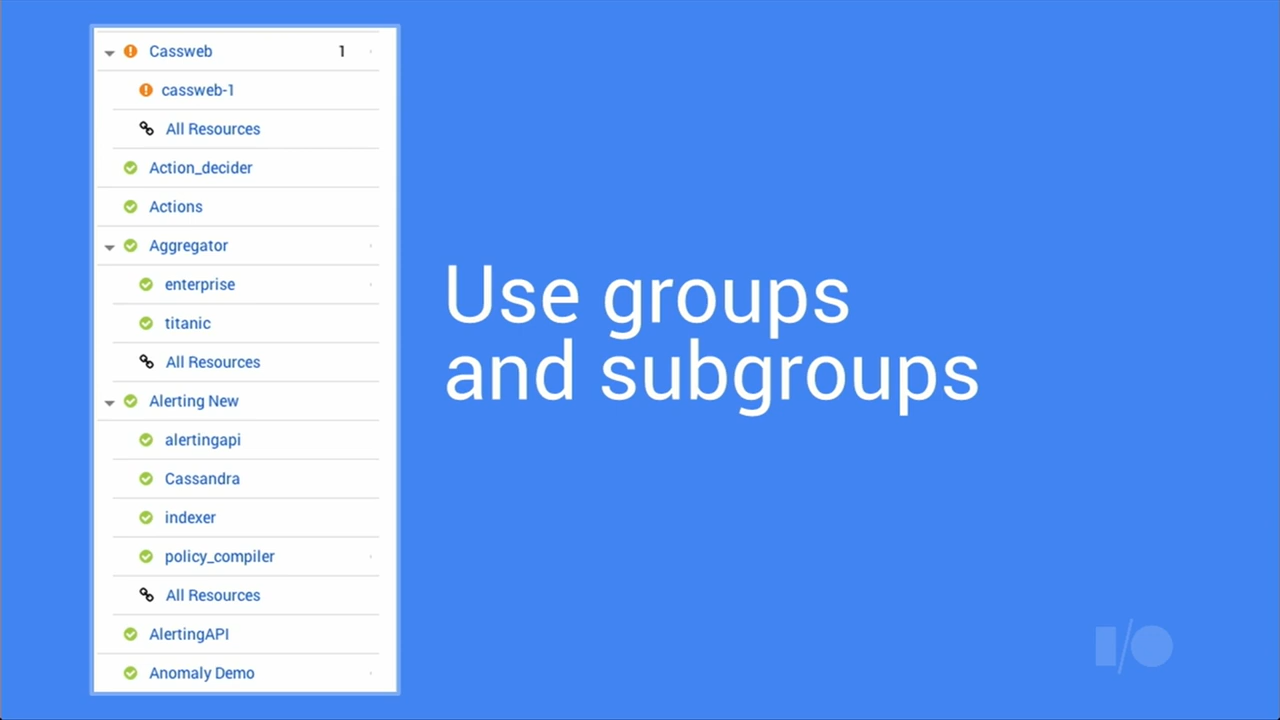 Cassweb 1
cassweb-1
All Resources
Action_decider
Actions
Aggregator
enterprise
titanic
All Resources
Alerting New
alertingapi
Cassandra
indexer
policy_compiler
All Resources
AlertingAPI
Anomaly Demo
Use groups
and subgroups
I/O